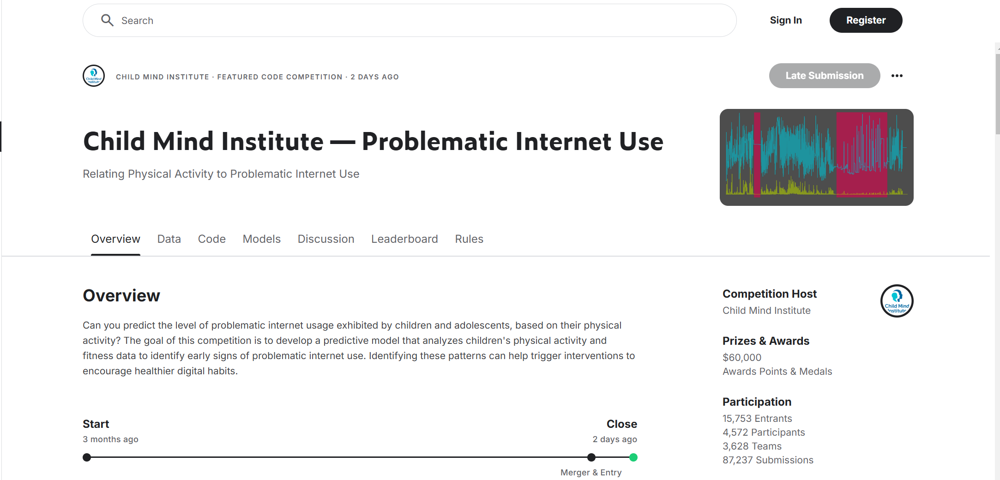 Search
Sign In
Register
Child Mind
Institute
CHILD MIND INSTITUTE · FEATURED CODE COMPETITION · 2 DAYS AGO
Late Submission
Child Mind Institute — Problematic Internet Use
Relating Physical Activity to Problematic Internet Use
Overview
Data
Code
Models
Discussion
Leaderboard
Rules
Overview
Can you predict the level of problematic internet usage exhibited by children and adolescents, based on their physical
activity? The goal of this competition is to develop a predictive model that analyzes children's physical activity and
fitness data to identify early signs of problematic internet use. Identifying these patterns can help trigger interventions to
encourage healthier digital habits.
Start
3 months ago
Close
2 days ago
Merger & Entry
Competition Host
Child Mind Institute
Child Mind
Institute
Prizes & Awards
$60,000
Awards Points & Medals
Participation
15,753 Entrants
4,572 Participants
3,628 Teams
87,237 Submissions